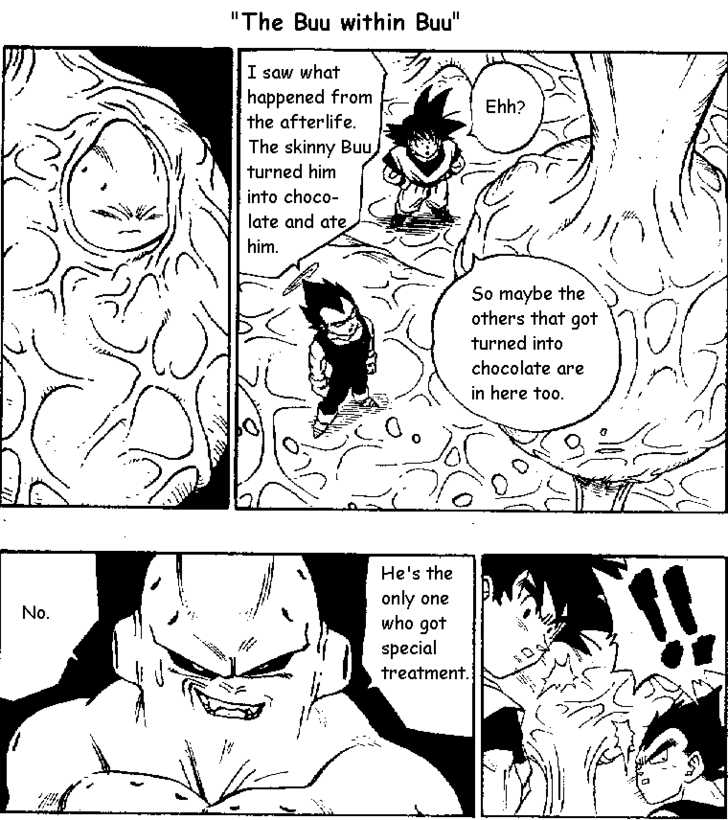 "The Buu within Buu"
I saw what
happened from
the afterlife.
The skinny Buu
turned him
into choco-
late and ate
him.
Ehh?
So maybe the
others that got
turned into
chocolate are
in here too.
No.
He's the
only one
who got
special
treatment.
!!